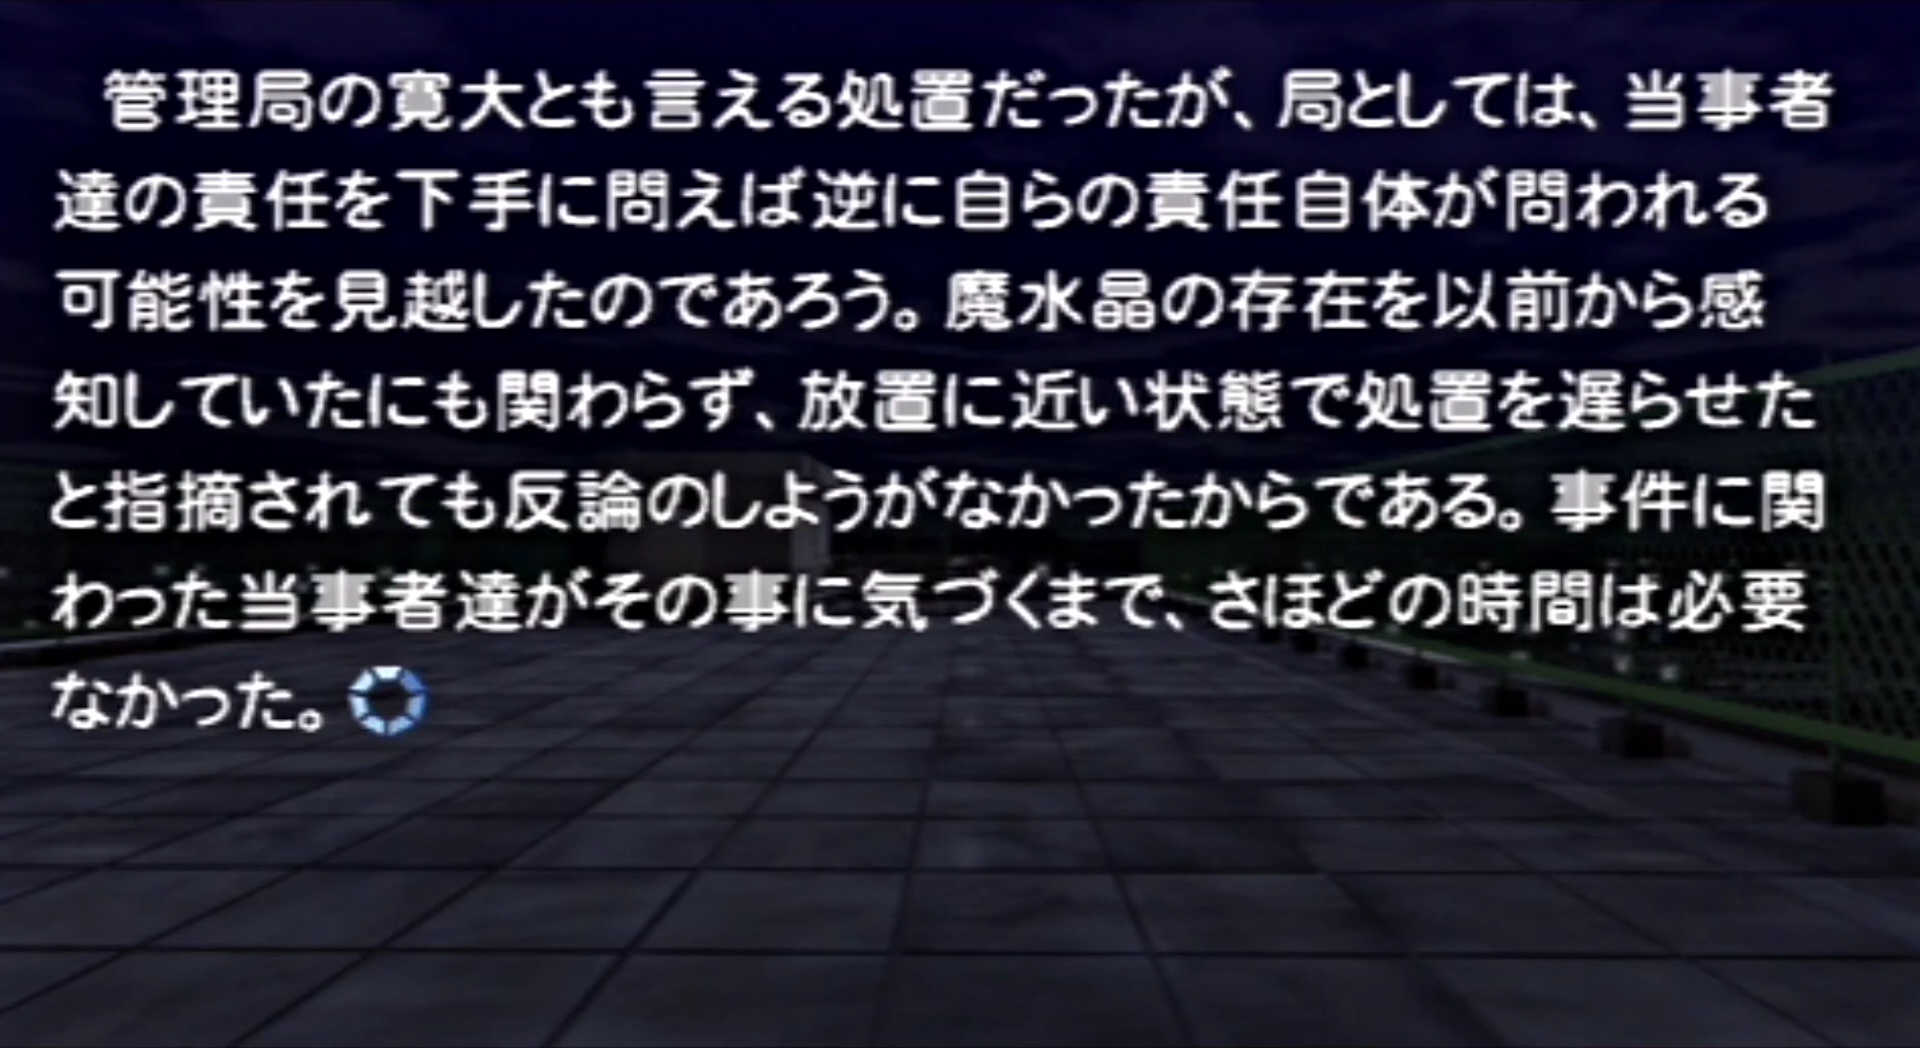 管理局の寛大とも言える処置だったが、局としては、当事者
達の責任を下手に問えば逆に自らの責任自体が問われる
可能性を見越したのであろう。魔水晶の存在を以前から感
知していたにも関わらず、放置に近い状態で処置を遅らせた
と指摘されても反論のしようがなかったからである。事件に関
わった当事者達がその事に気づくまで、さほどの時間は必要
なかった。